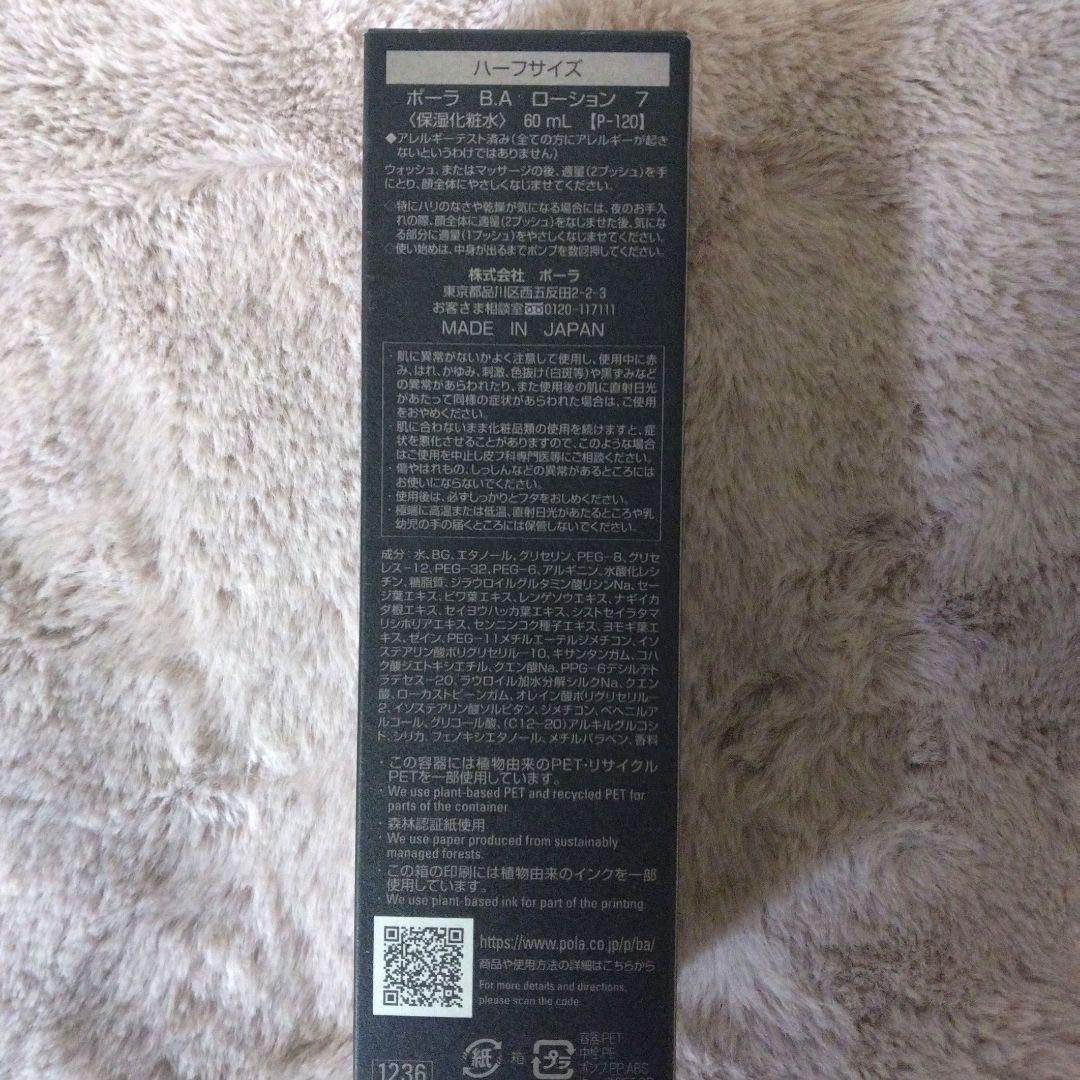 ハーフサイズ
ポーラ B.A ローション 7
〈保湿化粧水〉 60 mL 【P-120】
◆アレルギーテスト済み(全ての方にアレルギーが起き
ないというわけではありません)
ウォッシュ、またはマッサージの後、適量(2プッシュ)を手
にとり、顔全体にやさしくなじませてください。
◇特にハリのなさや乾燥が気になる場合には、夜のお手入
れの際、顔全体に適量(2プッシュ)をなじませた後、気にな
る部分に適量(1プッシュ)をやさしくなじませてください。
◇使い始めは、中身が出るまでポンプを数回押してください。
株式会社 ポーラ
東京都品川区西五反田2-2-3
お客さま相談室 0120-117111
MADE IN JAPAN
・肌に異常がないかよく注意して使用し、使用中に赤
み、はれ、かゆみ、刺激、色抜け(白斑等)や黒ずみなど
の異常があらわれたり、また使用後の肌に直射日光
があたって同様の症状があらわれた場合は、ご使用
をおやめください。
・肌に合わないまま化粧品類の使用を続けますと、症
状を悪化させることがありますので、このような場合
はご使用を中止し皮フ科専門医等にご相談ください。
・傷やはれもの、しっしんなどの異常があるところには
お使いにならないでください。
・使用後は、必ずしっかりとフタをおしめください。
・極端に高温または低温、直射日光があたるところや乳
幼児の手の届くところには保管しないでください。
成分:水、BG、エタノール、グリセリン、PEG-8、グリセ
レス-12、PEG-32、PEG-6、アルギニン、水酸化レシ
チン、糖脂質、ジラウロイルグルタミン酸リシンNa、セー
ジ葉エキス、ビワ葉エキス、レンゲソウエキス、ナギイカ
ダ根エキス、セイヨウハッカ葉エキス、シストセイラタマ
リシホリアエキス、センニンコク種子エキス、ヨモギ葉エ
キス、ゼイン、PEG-11メチルエーテルジメチコン、イソ
ステアリン酸ポリグリセリル-10、キサンタンガム、コハ
ク酸ジエトキシエチル、クエン酸Na、PPG-6デシルテト
ラデセス-20、ラウロイル加水分解シルクNa、クエン
酸、ローカストビーンガム、オレイン酸ポリグリセリル-
2、イソステアリン酸ソルビタン、ジメチコン、ベヘニルア
ルコール、グリコール酸、(C12-20)アルキルグルコシ
ド、シリカ、フェノキシエタノール、メチルパラベン、香料
・この容器には植物由来のPET・リサイクル
PETを一部使用しています。
・We use plant-based PET and recycled PET for
parts of the container.
・森林認証紙使用
・We use paper produced from sustainably
managed forests.
・この箱の印刷には植物由来のインクを一部
使用しています。
・We use plant-based ink for part of the printing.
https://www.pola.co.jp/p/ba/
商品や使用方法の詳細はこちらから
For more details and directions,
please scan the code.
1236
紙 箱 プラ
容器:PET
中栓:PE
ポンプ:PP,ABS